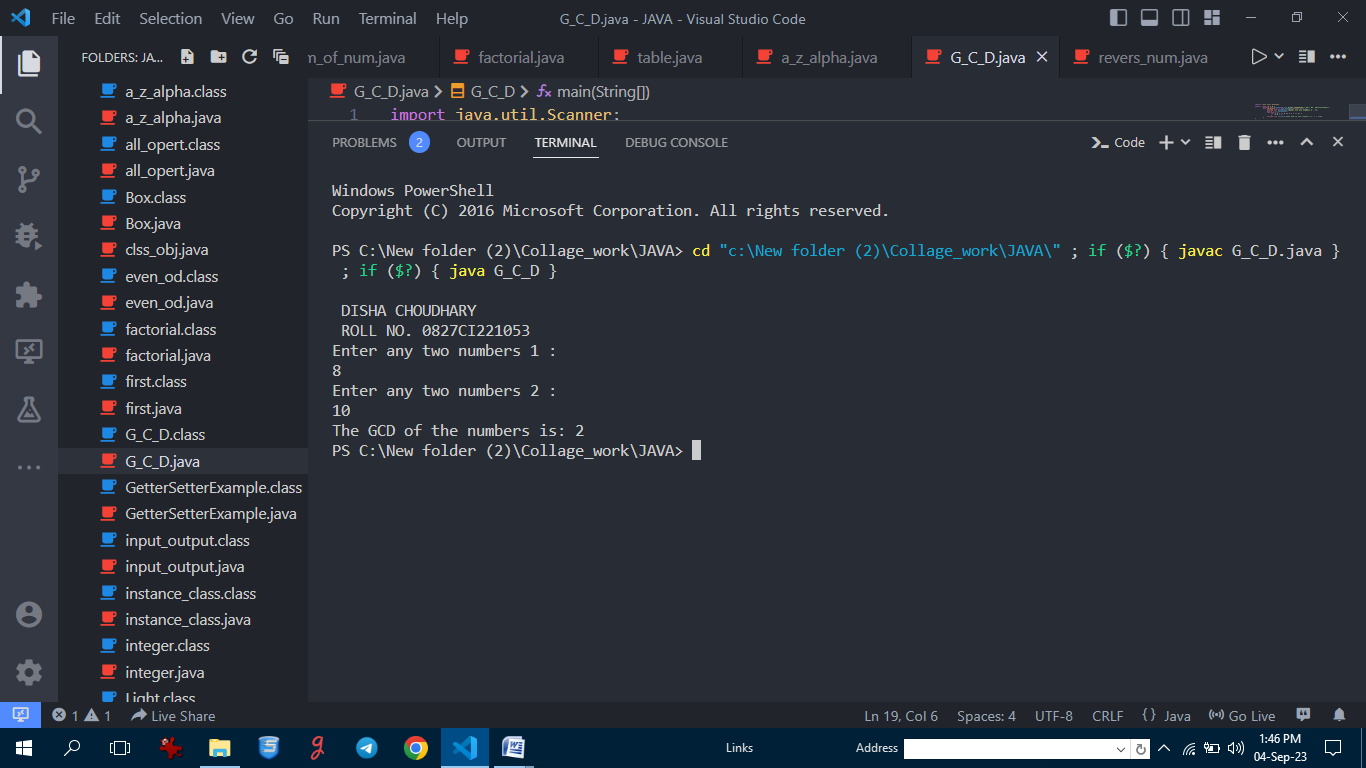 File Edit Selection View Go Run Terminal Help
G_C_D.java - JAVA - Visual Studio Code
FOLDERS: JA...
m_of_num.java
factorial.java
table.java
a_z_alpha.java
G_C_D.java
revers_num.java
a_z_alpha.class
a_z_alpha.java
all_opert.class
all_opert.java
Box.class
Box.java
clss_obj.java
even_od.class
even_od.java
factorial.class
factorial.java
first.class
first.java
G_C_D.class
G_C_D.java
GetterSetterExample.class
GetterSetterExample.java
input_output.class
input_output.java
instance_class.class
instance_class.java
integer.class
integer.java
Light.class
G_C_D.java > G_C_D > main(String[])
1 import java.util.Scanner;
PROBLEMS 2 OUTPUT TERMINAL DEBUG CONSOLE
Code
Windows PowerShell
Copyright (C) 2016 Microsoft Corporation. All rights reserved.
PS C:\New folder (2)\Collage_work\JAVA> cd "c:\New folder (2)\Collage_work\JAVA\" ; if ($?) { javac G_C_D.java }
; if ($?) { java G_C_D }
DISHA CHOUDHARY
ROLL NO. 0827CI221053
Enter any two numbers 1 :
8
Enter any two numbers 2 :
10
The GCD of the numbers is: 2
PS C:\New folder (2)\Collage_work\JAVA>
1 1 Live Share
Ln 19, Col 6 Spaces: 4 UTF-8 CRLF {} Java Go Live
Links
Address
1:46 PM
04-Sep-23